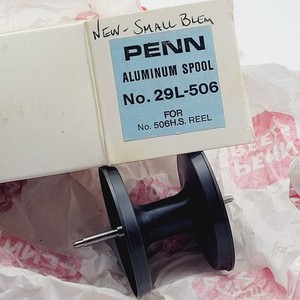 NEW - SMALL BLEM
PENN
ALUMINUM SPOOL
No. 29L-506
FOR
No. 506H.S. REEL